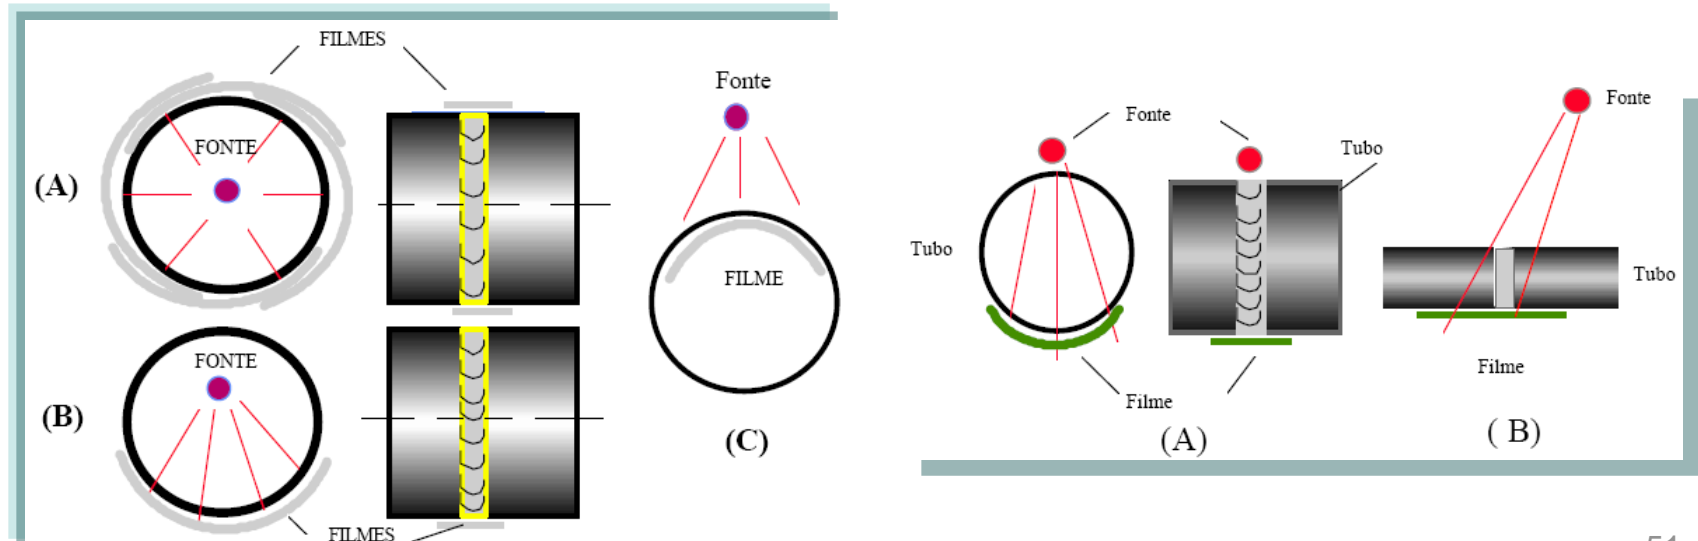 FILMES
FONTE
(A)
FONTE
(B)
FILMES
Fonte
FILME
(C)
Fonte
Tubo
Tubo
Filme
(A)
Fonte
Tubo
Filme
( B)